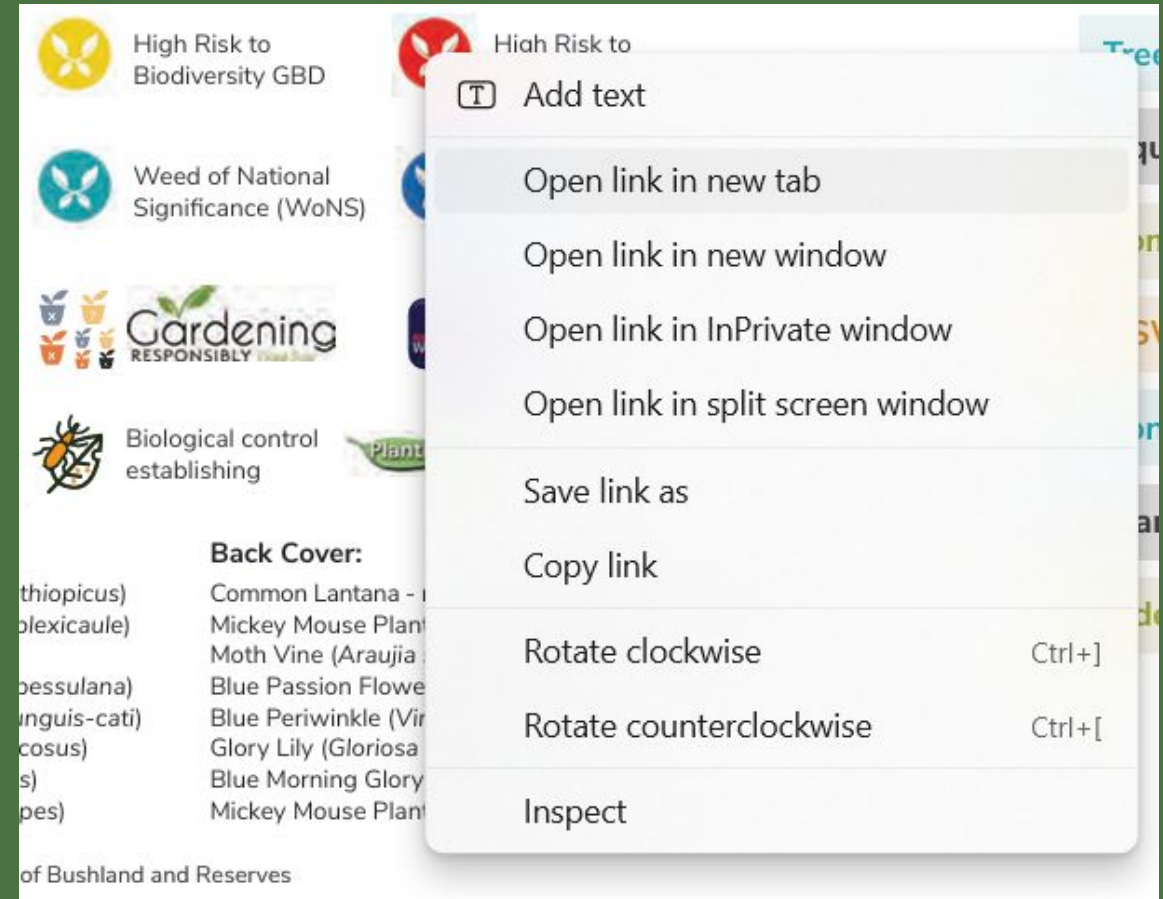 High Risk to
Biodiversity GBD
High Risk to
Tree
Weed of National
Significance (WoNS)
Gardening
RESPONSIBLY
Biological control
establishing
Plant
T Add text
Open link in new tab
Open link in new window
Open link in InPrivate window
Open link in split screen window
Save link as
Copy link
Rotate clockwise Ctrl+]
Rotate counterclockwise Ctrl+[
Inspect
thiopicus)
plexicaule)
pessulana)
unguis-cati)
cosus)
s)
pes)
Back Cover:
Common Lantana -
Mickey Mouse Plant
Moth Vine (Araujia
Blue Passion Flowe
Blue Periwinkle (Vin
Glory Lily (Gloriosa
Blue Morning Glory
Mickey Mouse Plant
of Bushland and Reserves